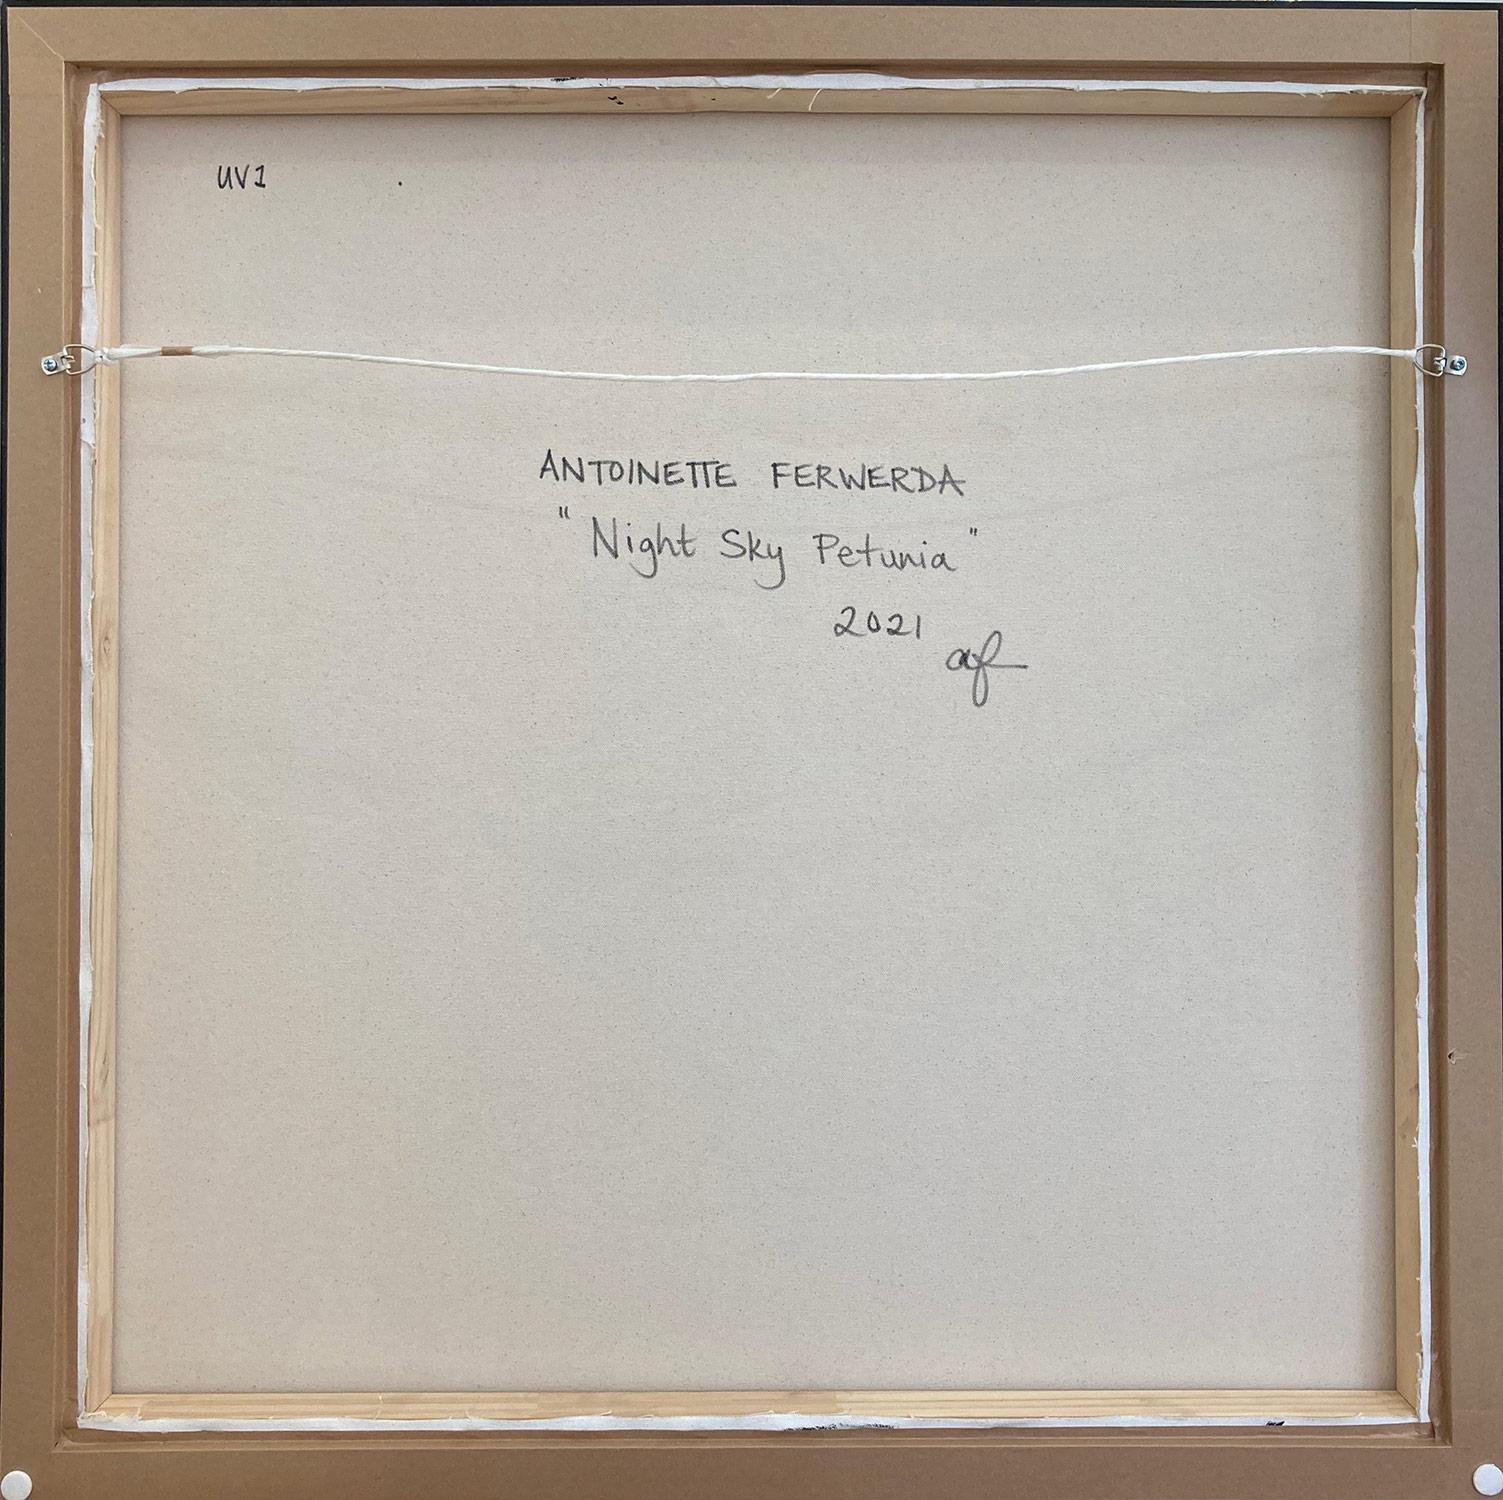 UV1
ANTOINETTE FERWERDA
"Night Sky Petunia"
2021
af